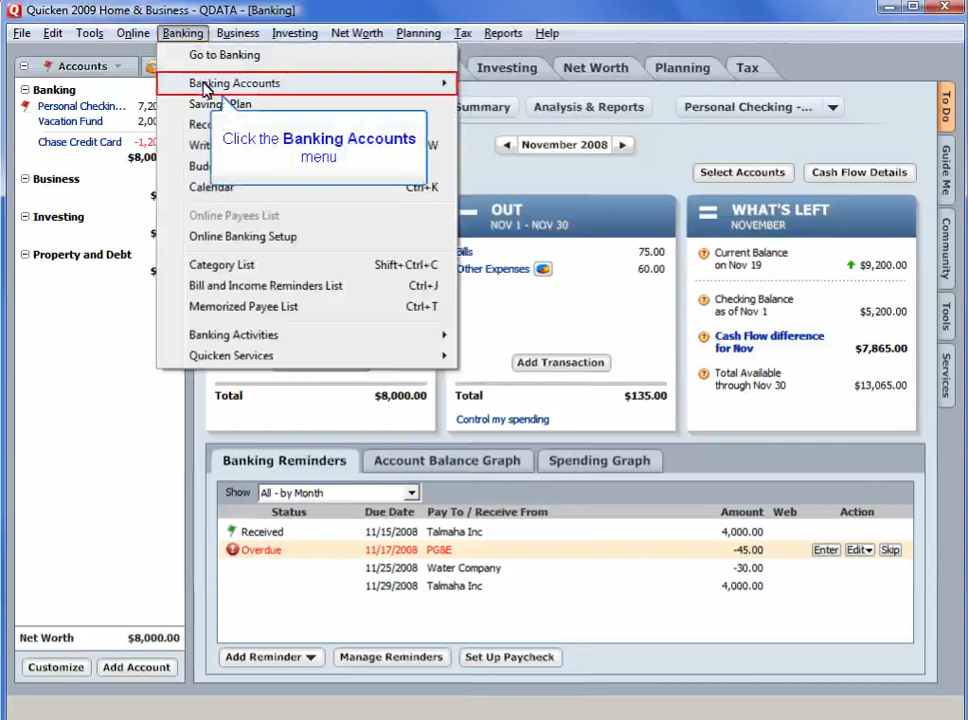 Quicken 2009 Home & Business - QDATA - [Banking]
File Edit Tools Online Banking Business Investing Net Worth Planning Tax Reports Help
Accounts
Banking
Personal Checkin... 7,2
Vacation Fund 2,0
Chase Credit Card -1,2
$8,00
Business
$
Investing
$
Property and Debt
$
Net Worth $8,000.00
Customize Add Account
Go to Banking
Banking Accounts
Saving Plan
Rec
Writ W
Bud
Calendar Ctrl+K
Online Payees List
Online Banking Setup
Category List Shift+Ctrl+C
Bill and Income Reminders List Ctrl+J
Memorized Payee List Ctrl+T
Banking Activities
Quicken Services
Click the Banking Accounts
menu
Investing Net Worth Planning Tax
ummary Analysis & Reports Personal Checking -...
November 2008
Select Accounts Cash Flow Details
Total $8,000.00
OUT
NOV 1 - NOV 30
Bills 75.00
Other Expenses 60.00
Add Transaction
Total $135.00
Control my spending
WHAT'S LEFT
NOVEMBER
Current Balance
on Nov 19 $9,200.00
Checking Balance
as of Nov 1 $5,200.00
Cash Flow difference
for Nov $7,865.00
Total Available
through Nov 30 $13,065.00
Banking Reminders Account Balance Graph Spending Graph
Show All - by Month
Status Due Date Pay To / Receive From Amount Web Action
Received 11/15/2008 Talmaha Inc 4,000.00
Overdue 11/17/2008 PG&E -45.00 Enter Edit Skip
11/25/2008 Water Company -30.00
11/29/2008 Talmaha Inc 4,000.00
Add Reminder Manage Reminders Set Up Paycheck
To Do
Guide Me
Community
Tools
Services